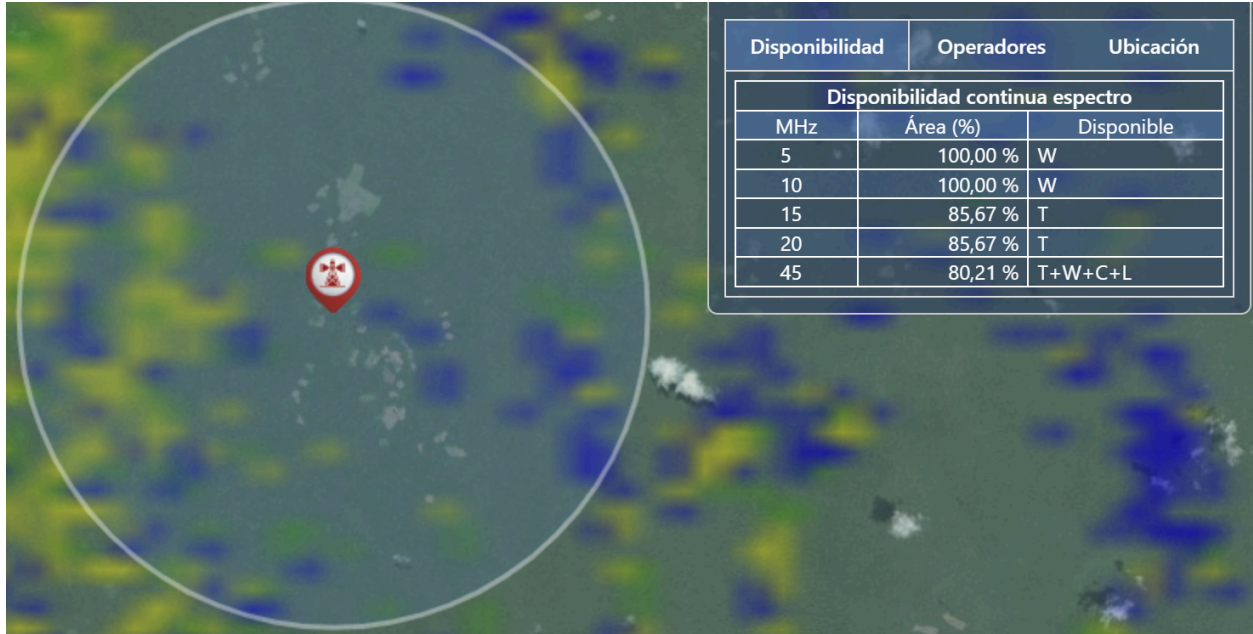 Disponibilidad Operadores Ubicación
Disponibilidad continua espectro
MHz Área (%) Disponible
5 100,00 % W
10 100,00 % W
15 85,67 % T
20 85,67 % T
45 80,21 % T+W+C+L